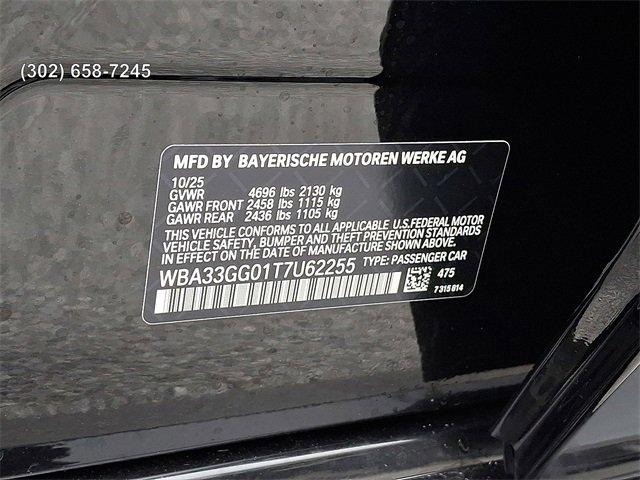 (302) 658-7245
MFD BY BAYERISCHE MOTOREN WERKE AG
10/25
GVWR 4696 lbs 2130 kg
GAWR FRONT 2458 lbs 1115 kg
GAWR REAR 2436 lbs 1105 kg
THIS VEHICLE CONFORMS TO ALL APPLICABLE U.S. FEDERAL MOTOR
VEHICLE SAFETY, BUMPER AND THEFT PREVENTION STANDARDS
IN EFFECT ON THE DATE OF MANUFACTURE SHOWN ABOVE.
WBA33GG01T7U62255 TYPE: PASSENGER CAR
475
7315014